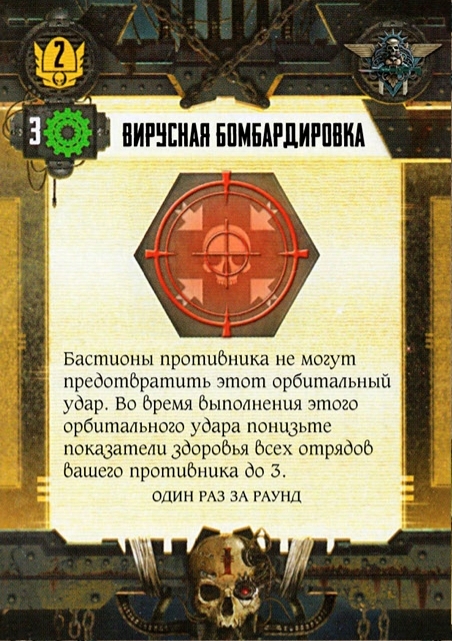 2
3 ВИРУСНАЯ БОМБАРДИРОВКА
Бастионы противника не могут
предотвратить этот орбитальный
удар. Во время выполнения этого
орбитального удара понизьте
показатели здоровья всех отрядов
вашего противника до 3.
ОДИН РАЗ ЗА РАУНД
I